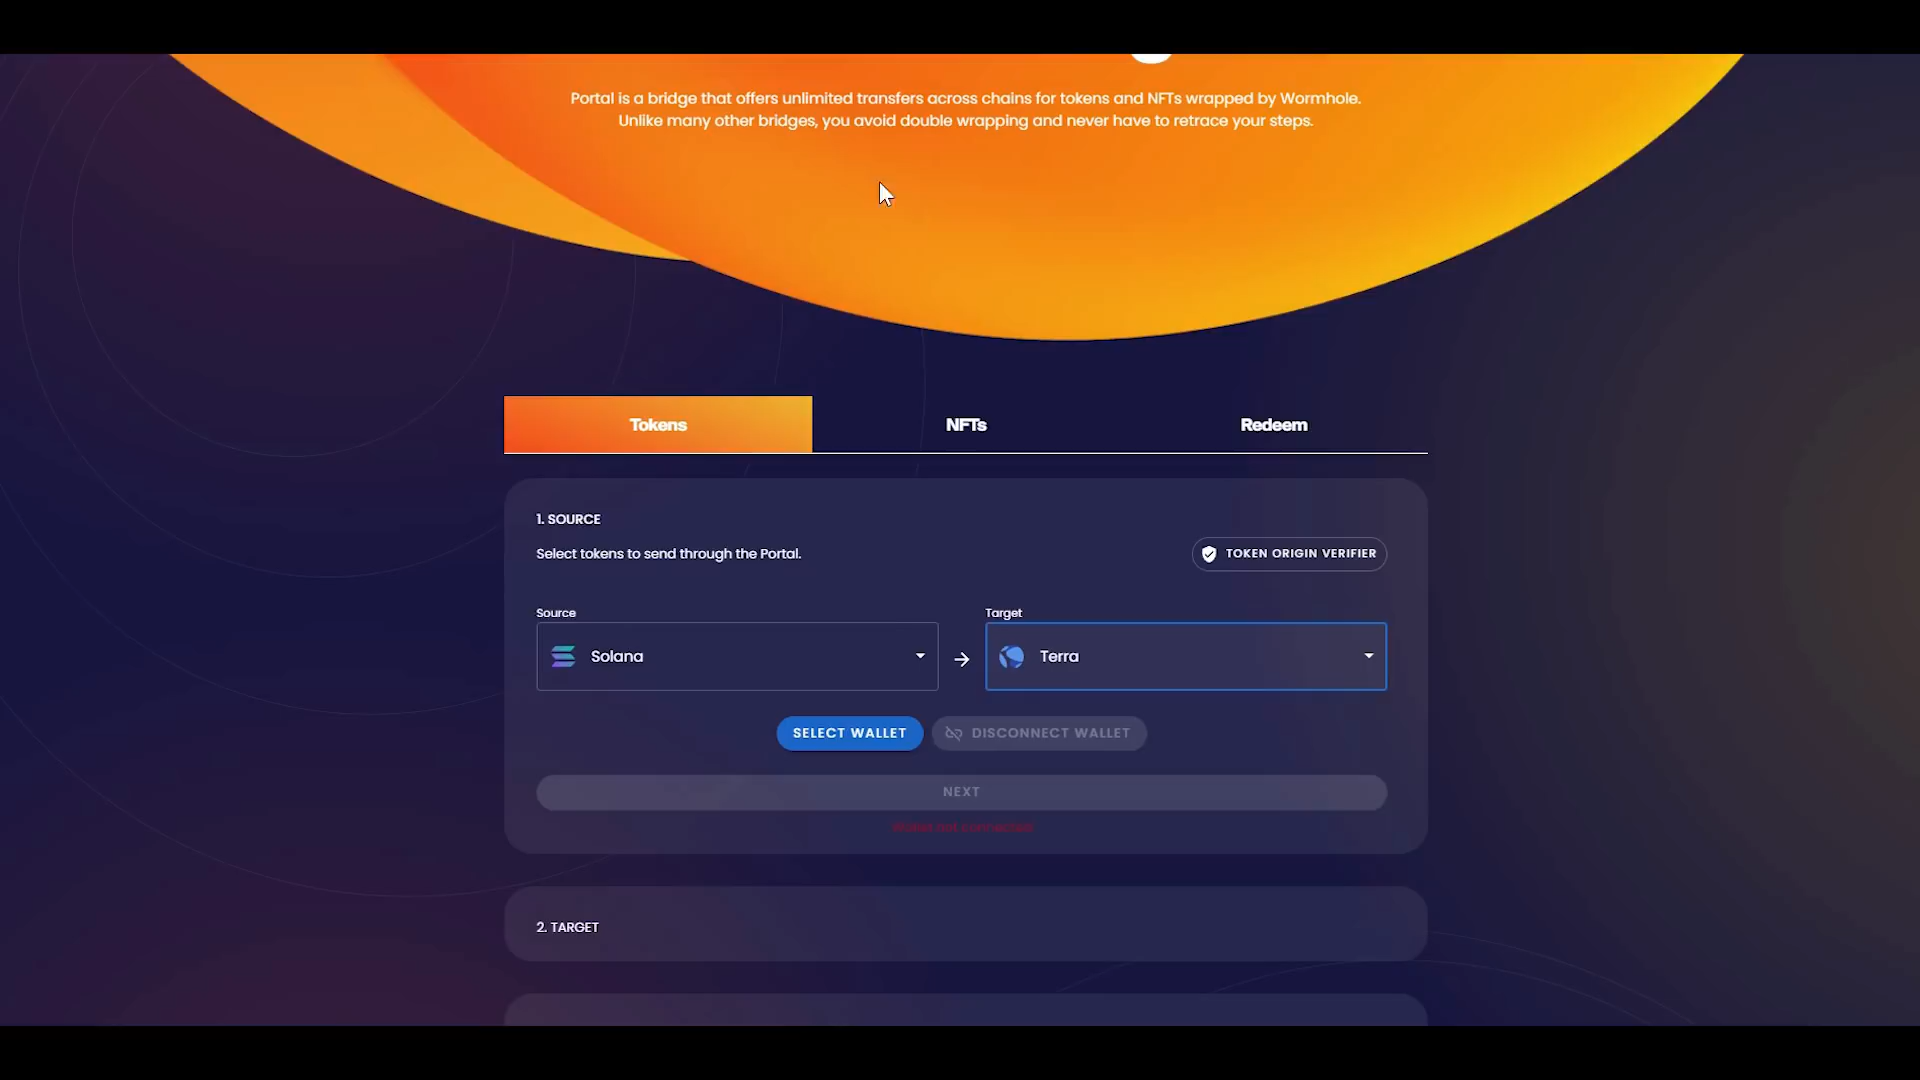 Portal is a bridge that offers unlimited transfers across chains for tokens and NFTs wrapped by Wormhole.
Unlike many other bridges, you avoid double wrapping and never have to retrace your steps.
Tokens NFTs Redeem
1. SOURCE
Select tokens to send through the Portal.
TOKEN ORIGIN VERIFIER
Source Target
Solana Terra
SELECT WALLET DISCONNECT WALLET
NEXT
Wallet not connected
2. TARGET